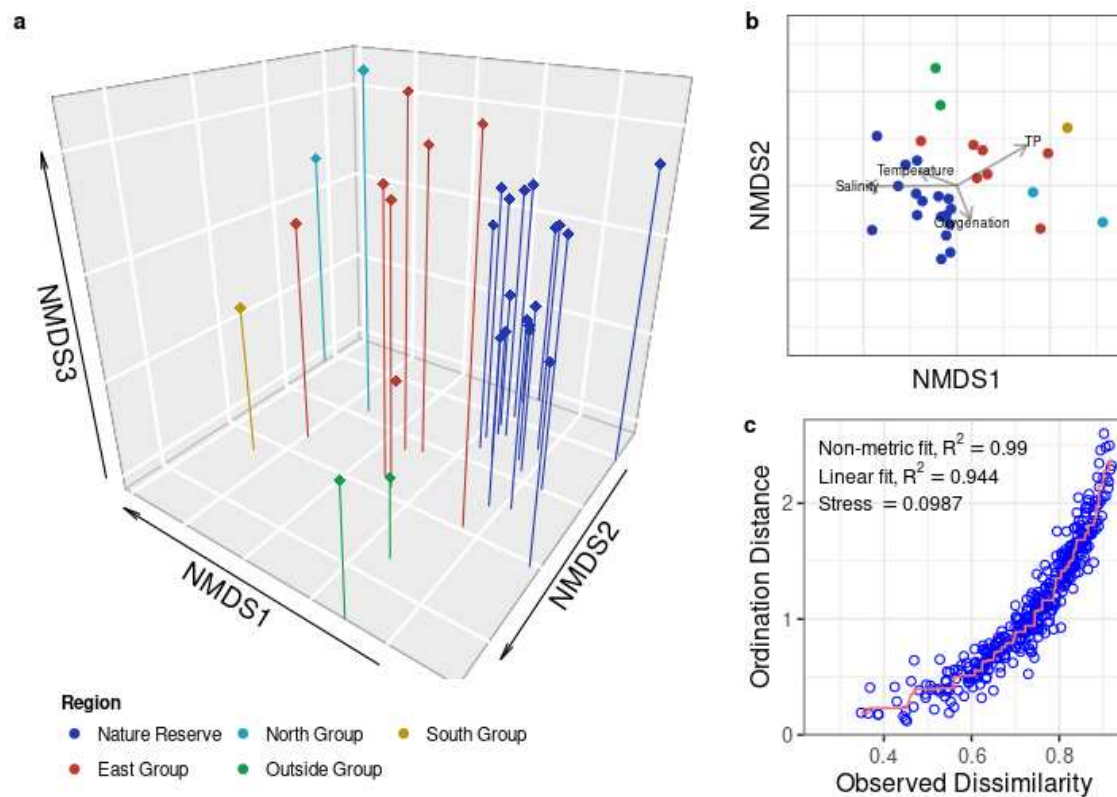 a
NMDS3
NMDS1
NMDS2
Region
Nature Reserve
North Group
South Group
East Group
Outside Group
b
NMDS2
TP
Temperature
Salinity
Oxygenation
NMDS1
c
Non-metric fit, R² = 0.99
Linear fit, R² = 0.944
Stress = 0.0987
Ordination Distance
2
1
0
0.4 0.6 0.8
Observed Dissimilarity